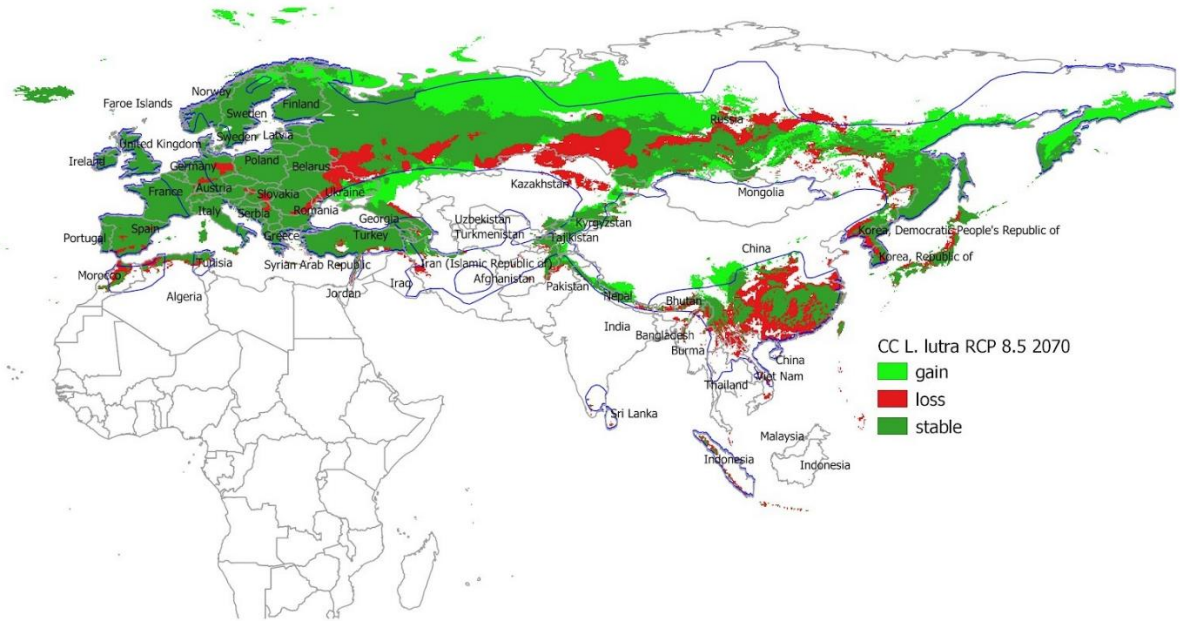 Norway
Faroe Islands
Finland
Sweden
Russia
Sweden
Latvia
United Kingdom
Ireland
Germany
Poland
Belarus
France
Austria
Slovakia
Ukraine
Kazakhstan
Mongolia
Italy
Serbia
Romania
Georgia
Uzbekistan
Kyrgyzstan
Portugal
Spain
Greece
Turkey
Turkmenistan
Tajikistan
Korea, Democratic People's Republic of
China
Korea, Republic of
Morocco
Tunisia
Syrian Arab Republic
Iran (Islamic Republic of)
Afghanistan
Algeria
Jordan
Iraq
Pakistan
Nepal
Bhutan
India
Bangladesh
Burma
China
Thailand
Viet Nam
Sri Lanka
Malaysia
Indonesia
Indonesia
CC L. lutra RCP 8.5 2070
gain
loss
stable